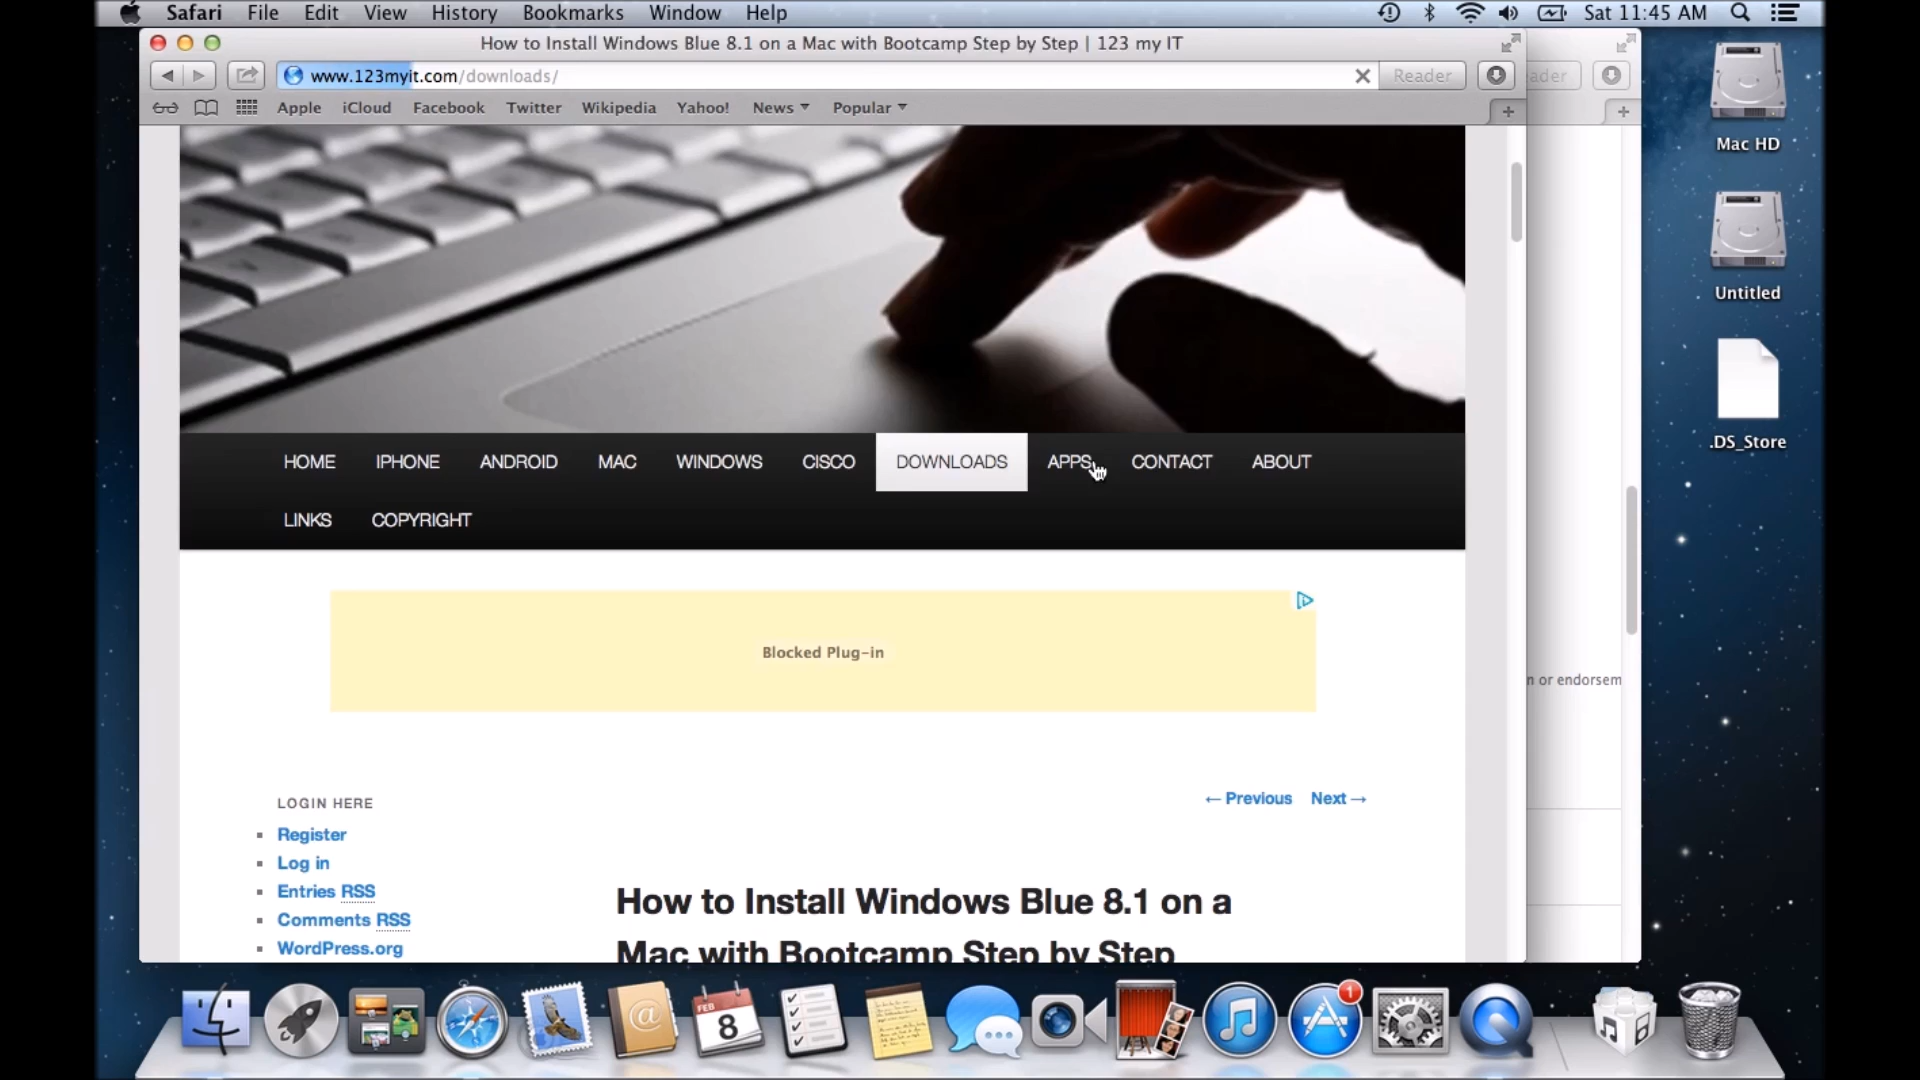 Safari File Edit View History Bookmarks Window Help Sat 11:45 AM
How to Install Windows Blue 8.1 on a Mac with Bootcamp Step by Step | 123 my IT
www.123myit.com/downloads/ Reader ader
Apple iCloud Facebook Twitter Wikipedia Yahoo! News Popular
Mac HD
Untitled
.DS_Store
HOME IPHONE ANDROID MAC WINDOWS CISCO DOWNLOADS APPS CONTACT ABOUT
LINKS COPYRIGHT
Blocked Plug-in
n or endorsem
LOGIN HERE
← Previous Next →
Register
Log in
Entries RSS
Comments RSS
WordPress.org
How to Install Windows Blue 8.1 on a
Mac with Bootcamp Step by Step
FEB
8
1